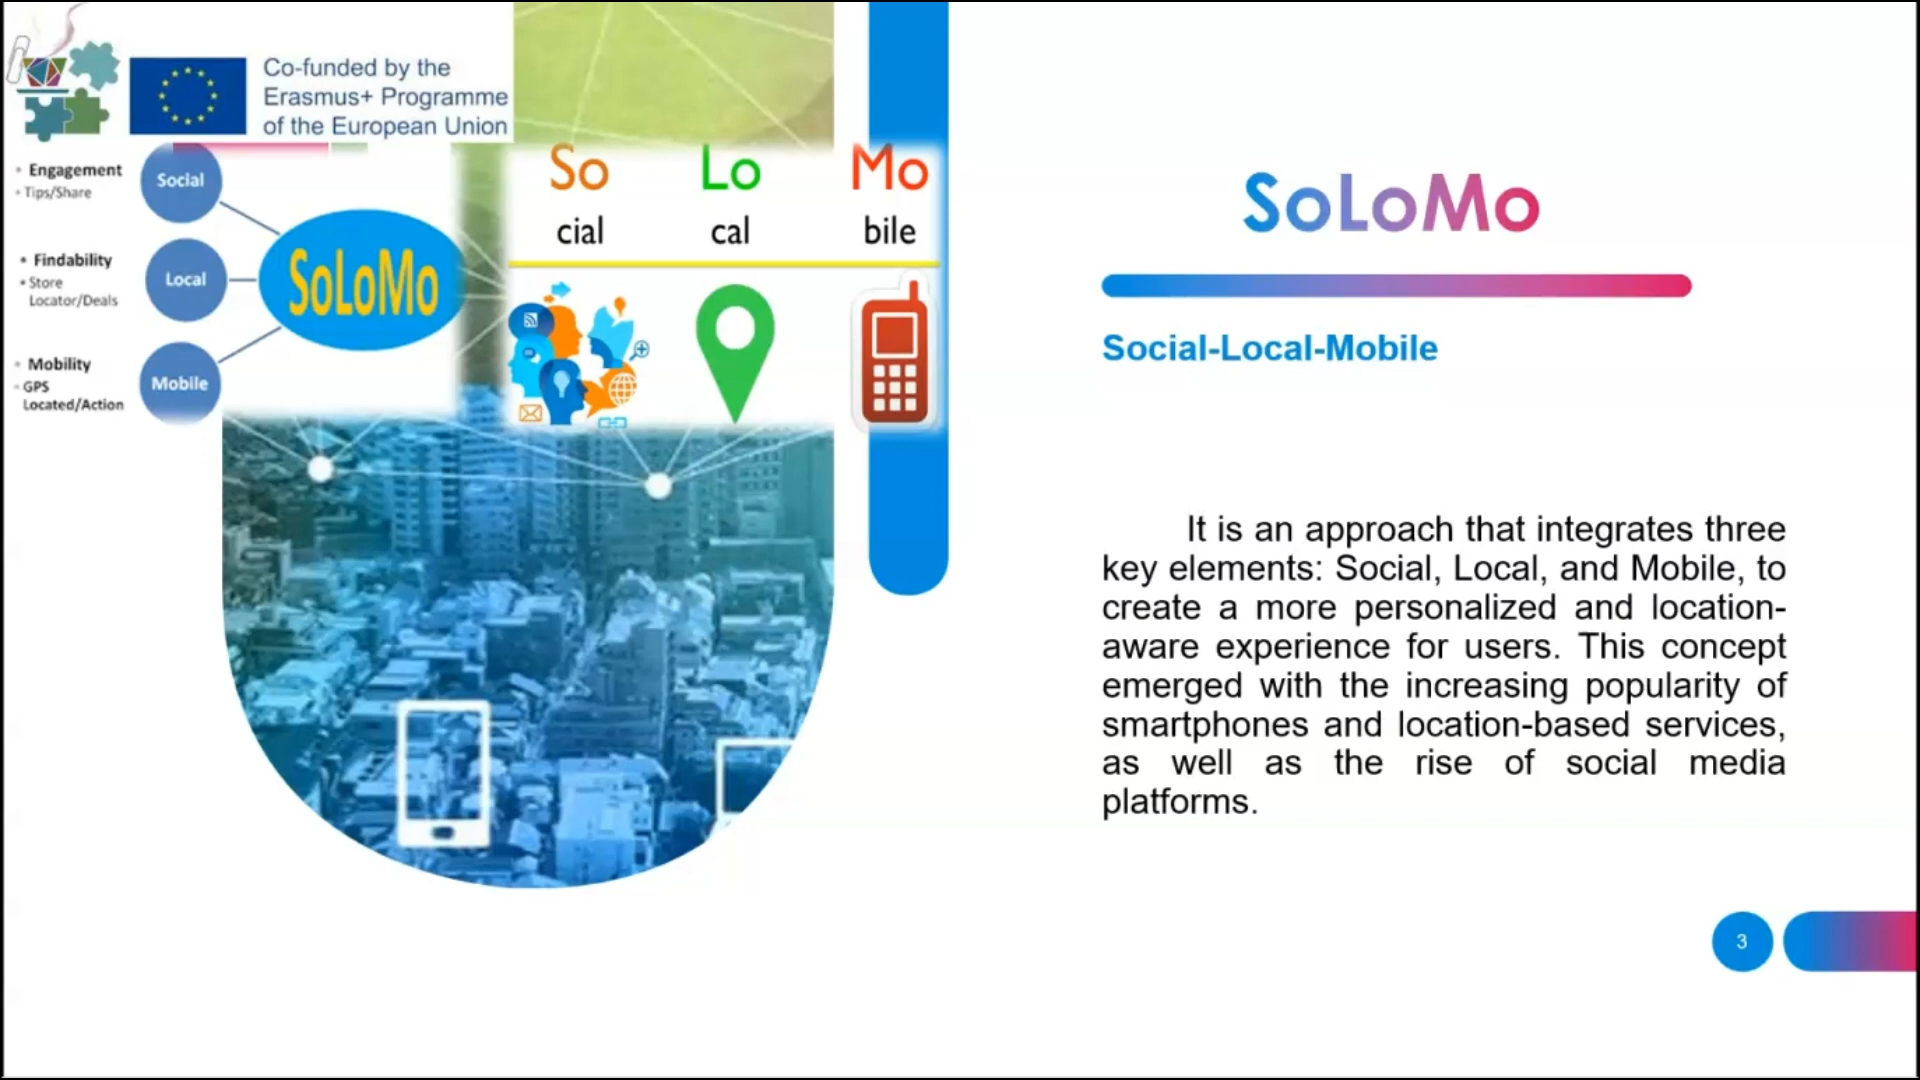 Co-funded by the
Erasmus+ Programme
of the European Union
• Engagement
• Tips/Share
Social
• Findability
• Store
Locator/Deals
Local
• Mobility
• GPS
Located/Action
Mobile
SoLoMo
So Lo Mo
cial cal bile
SoLoMo
Social-Local-Mobile
It is an approach that integrates three
key elements: Social, Local, and Mobile, to
create a more personalized and location-
aware experience for users. This concept
emerged with the increasing popularity of
smartphones and location-based services,
as well as the rise of social media
platforms.
3